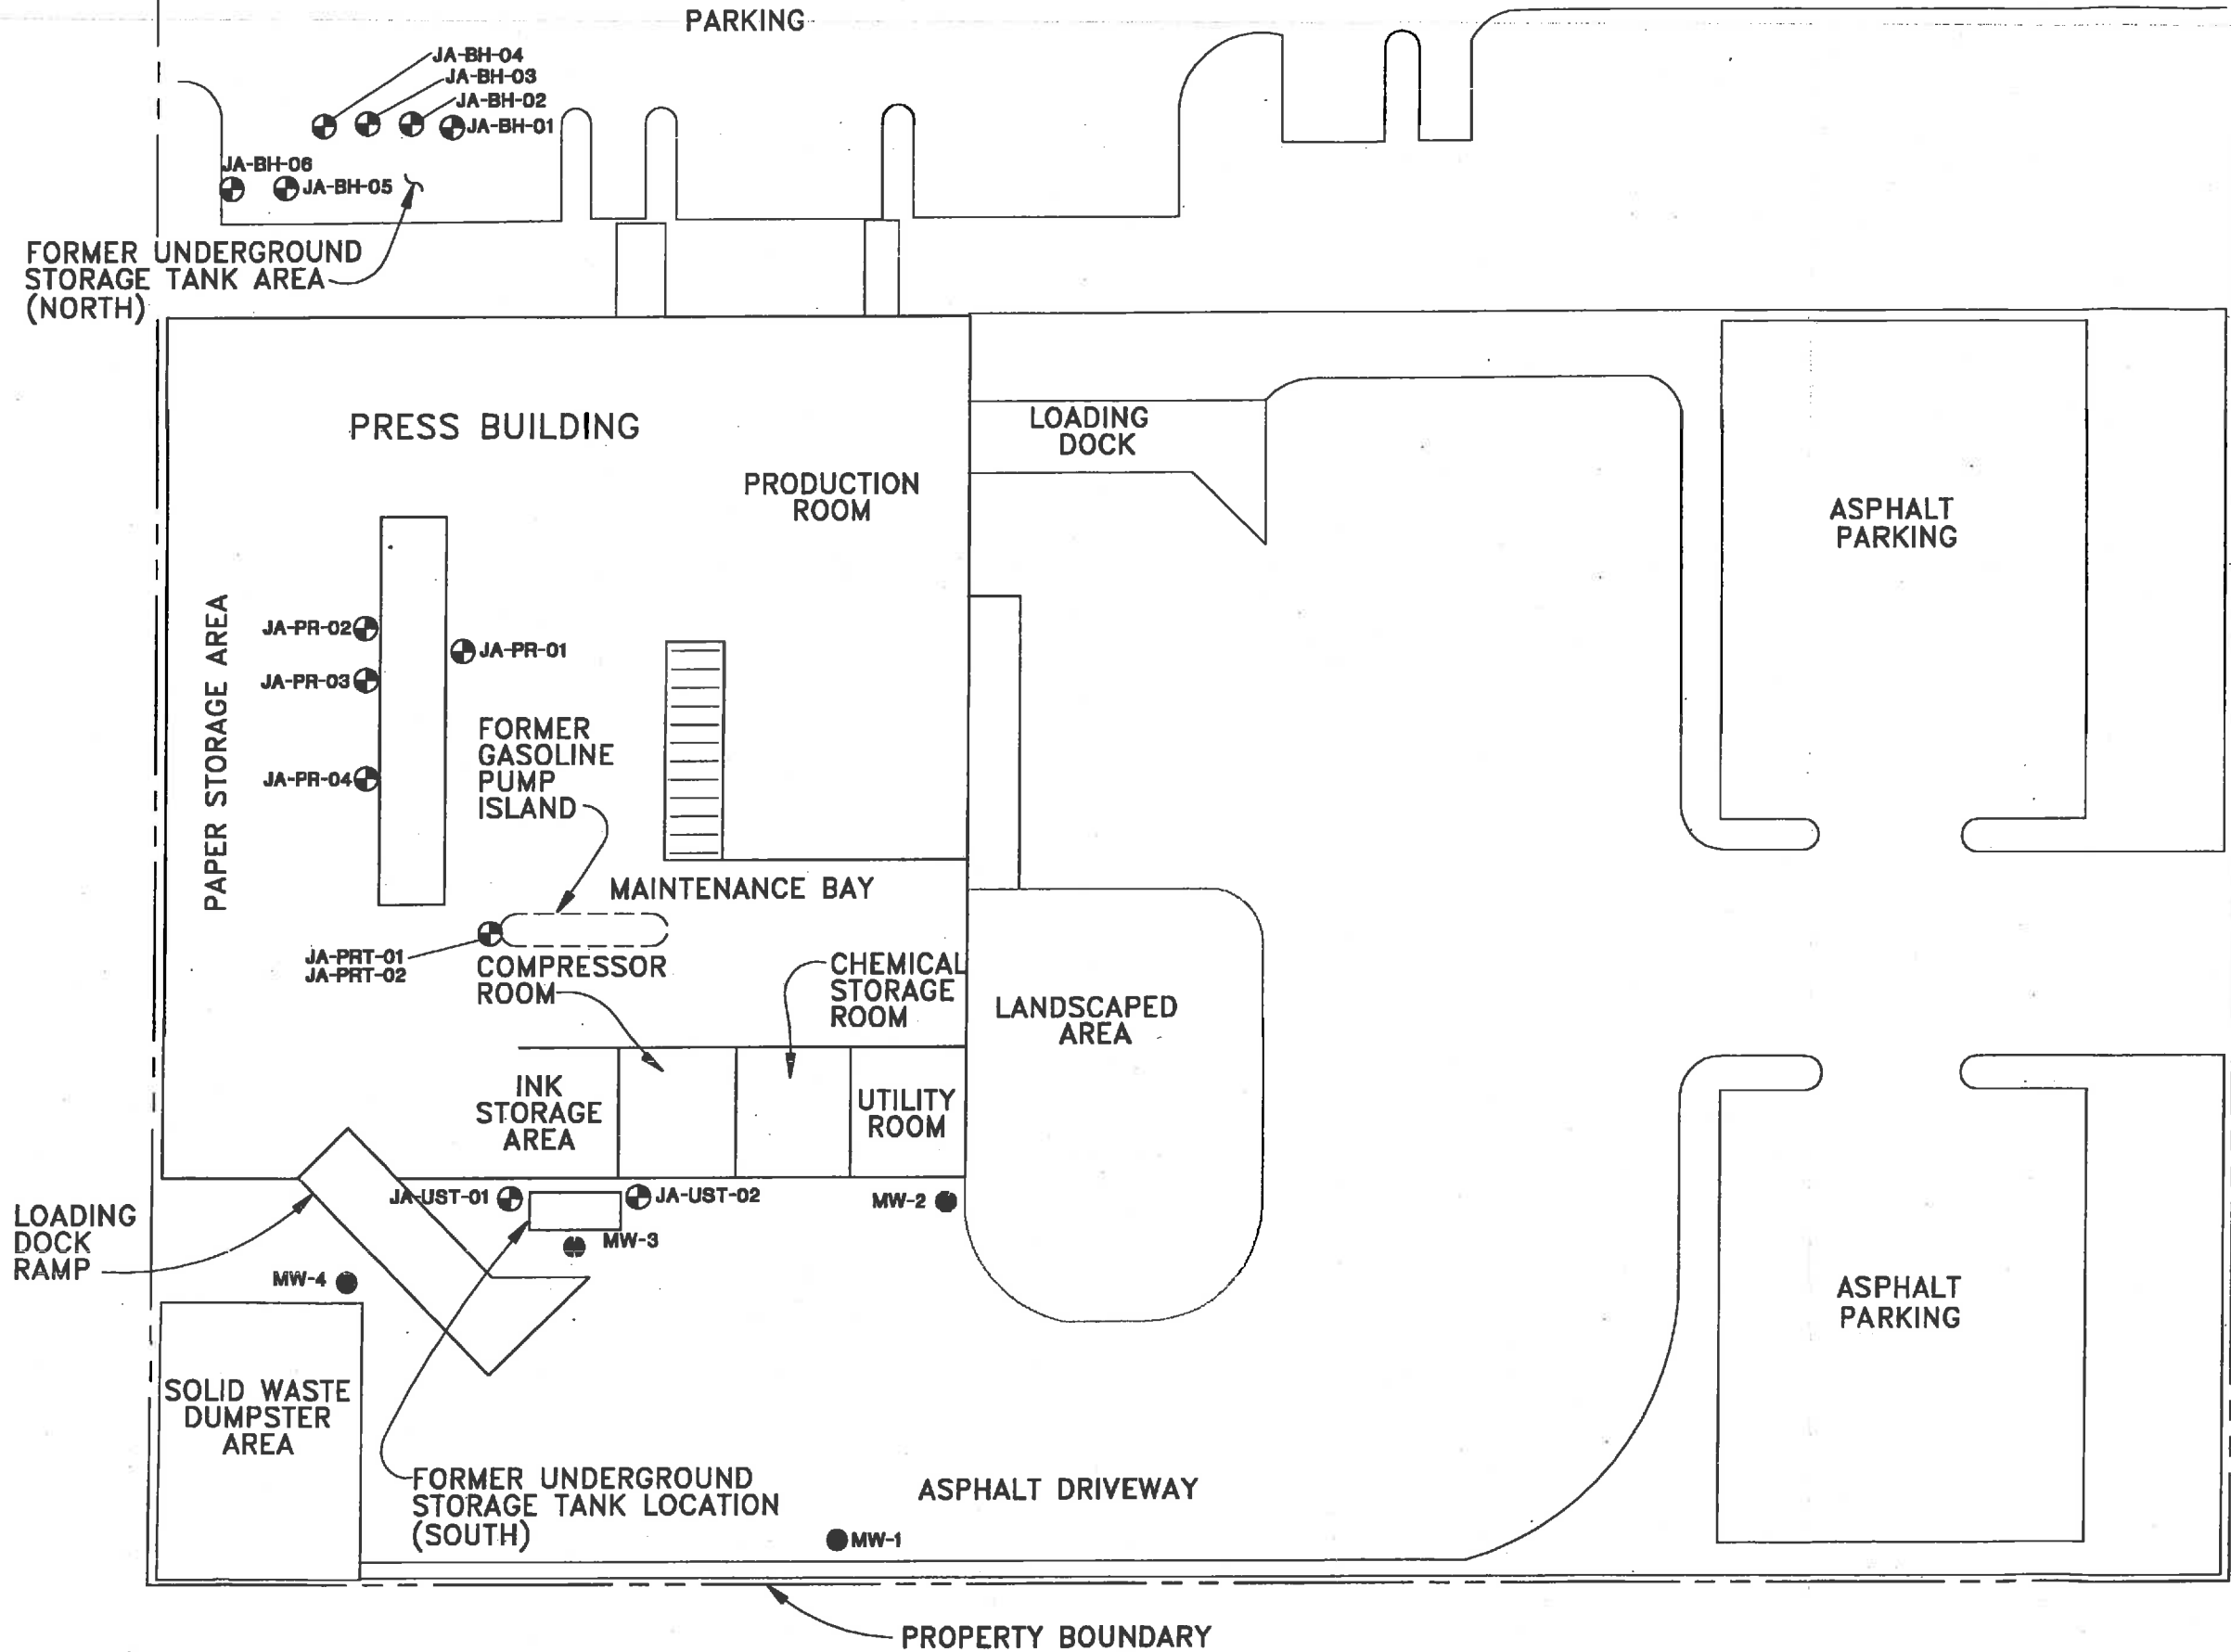 PARKING
JA-BH-04
JA-BH-03
JA-BH-02
JA-BH-01
JA-BH-06
JA-BH-05
FORMER UNDERGROUND
STORAGE TANK AREA
(NORTH)
PRESS BUILDING
LOADING
DOCK
PRODUCTION
ROOM
ASPHALT
PARKING
PAPER STORAGE AREA
JA-PR-02
JA-PR-01
JA-PR-03
JA-PR-04
FORMER
GASOLINE
PUMP
ISLAND
MAINTENANCE BAY
JA-PRT-01
JA-PRT-02
COMPRESSOR
ROOM
CHEMICAL
STORAGE
ROOM
LANDSCAPED
AREA
INK
STORAGE
AREA
UTILITY
ROOM
JA-UST-01
JA-UST-02
MW-2
LOADING
DOCK
RAMP
MW-3
MW-4
ASPHALT
PARKING
SOLID WASTE
DUMPSTER
AREA
FORMER UNDERGROUND
STORAGE TANK LOCATION
(SOUTH)
ASPHALT DRIVEWAY
MW-1
PROPERTY BOUNDARY